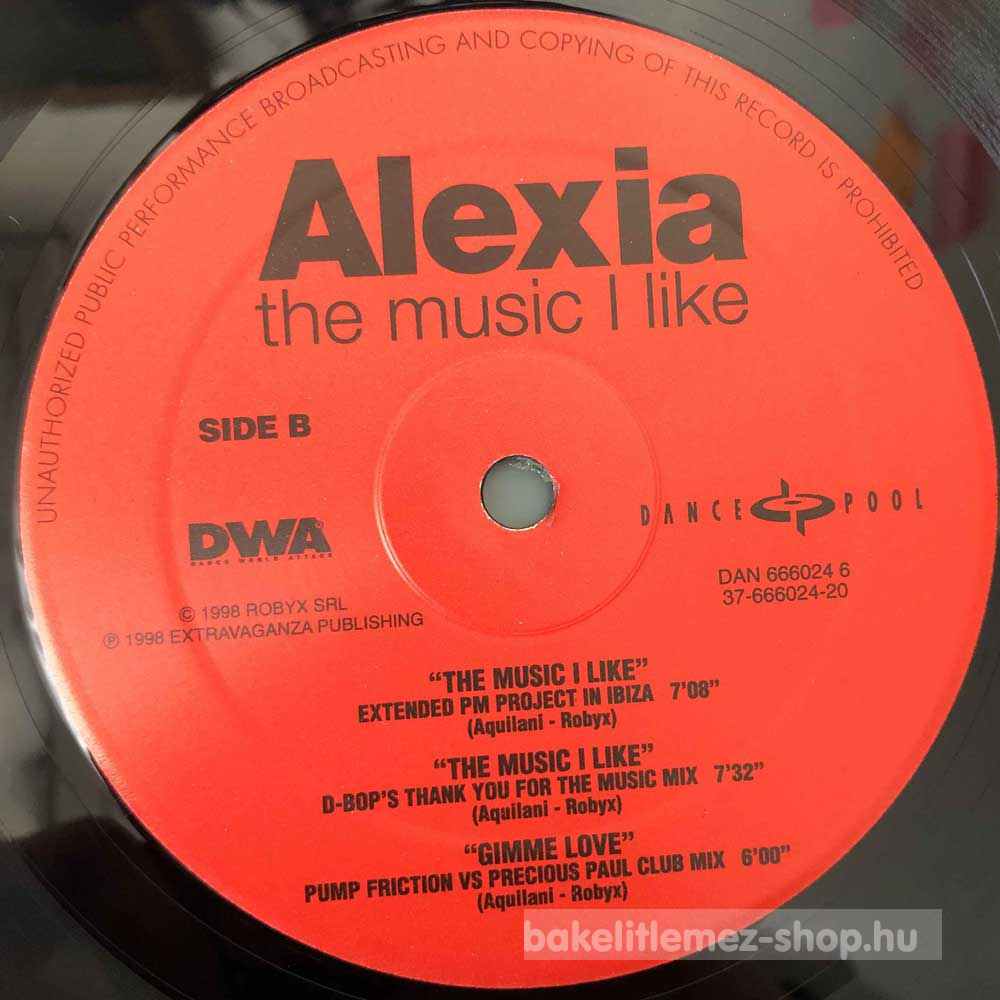 UNAUTHORIZED PUBLIC PERFORMANCE BROADCASTING AND COPYING OF THIS RECORD IS PROHIBITED
Alexia
the music I like
SIDE B
DWA
DANCE WORLD ATTACK
DANCE dp POOL
DAN 666024 6
37-666024-20
© 1998 ROBYX SRL
℗ 1998 EXTRAVAGANZA PUBLISHING
“THE MUSIC I LIKE”
EXTENDED PM PROJECT IN IBIZA 7’08”
(Aquilani - Robyx)
“THE MUSIC I LIKE”
D-BOP’S THANK YOU FOR THE MUSIC MIX 7’32”
(Aquilani - Robyx)
“GIMME LOVE”
PUMP FRICTION VS PRECIOUS PAUL CLUB MIX 6’00”
(Aquilani - Robyx)
bakelitlemez-shop.hu